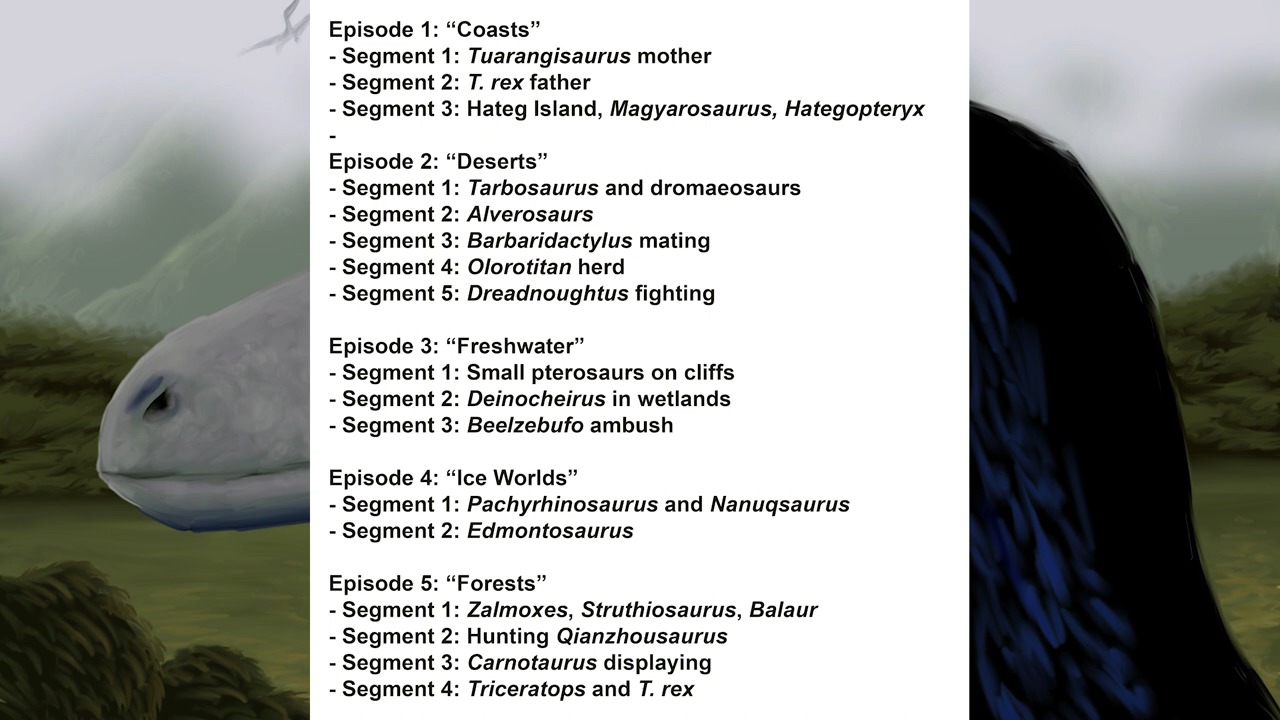 Episode 1: “Coasts”
- Segment 1: Tuarangisaurus mother
- Segment 2: T. rex father
- Segment 3: Hateg Island, Magyarosaurus, Hategopteryx
-
Episode 2: “Deserts”
- Segment 1: Tarbosaurus and dromaeosaurs
- Segment 2: Alverosaurs
- Segment 3: Barbaridactylus mating
- Segment 4: Olorotitan herd
- Segment 5: Dreadnoughtus fighting
Episode 3: “Freshwater”
- Segment 1: Small pterosaurs on cliffs
- Segment 2: Deinocheirus in wetlands
- Segment 3: Beelzebufo ambush
Episode 4: “Ice Worlds”
- Segment 1: Pachyrhinosaurus and Nanuqsaurus
- Segment 2: Edmontosaurus
Episode 5: “Forests”
- Segment 1: Zalmoxes, Struthiosaurus, Balaur
- Segment 2: Hunting Qianzhousaurus
- Segment 3: Carnotaurus displaying
- Segment 4: Triceratops and T. rex